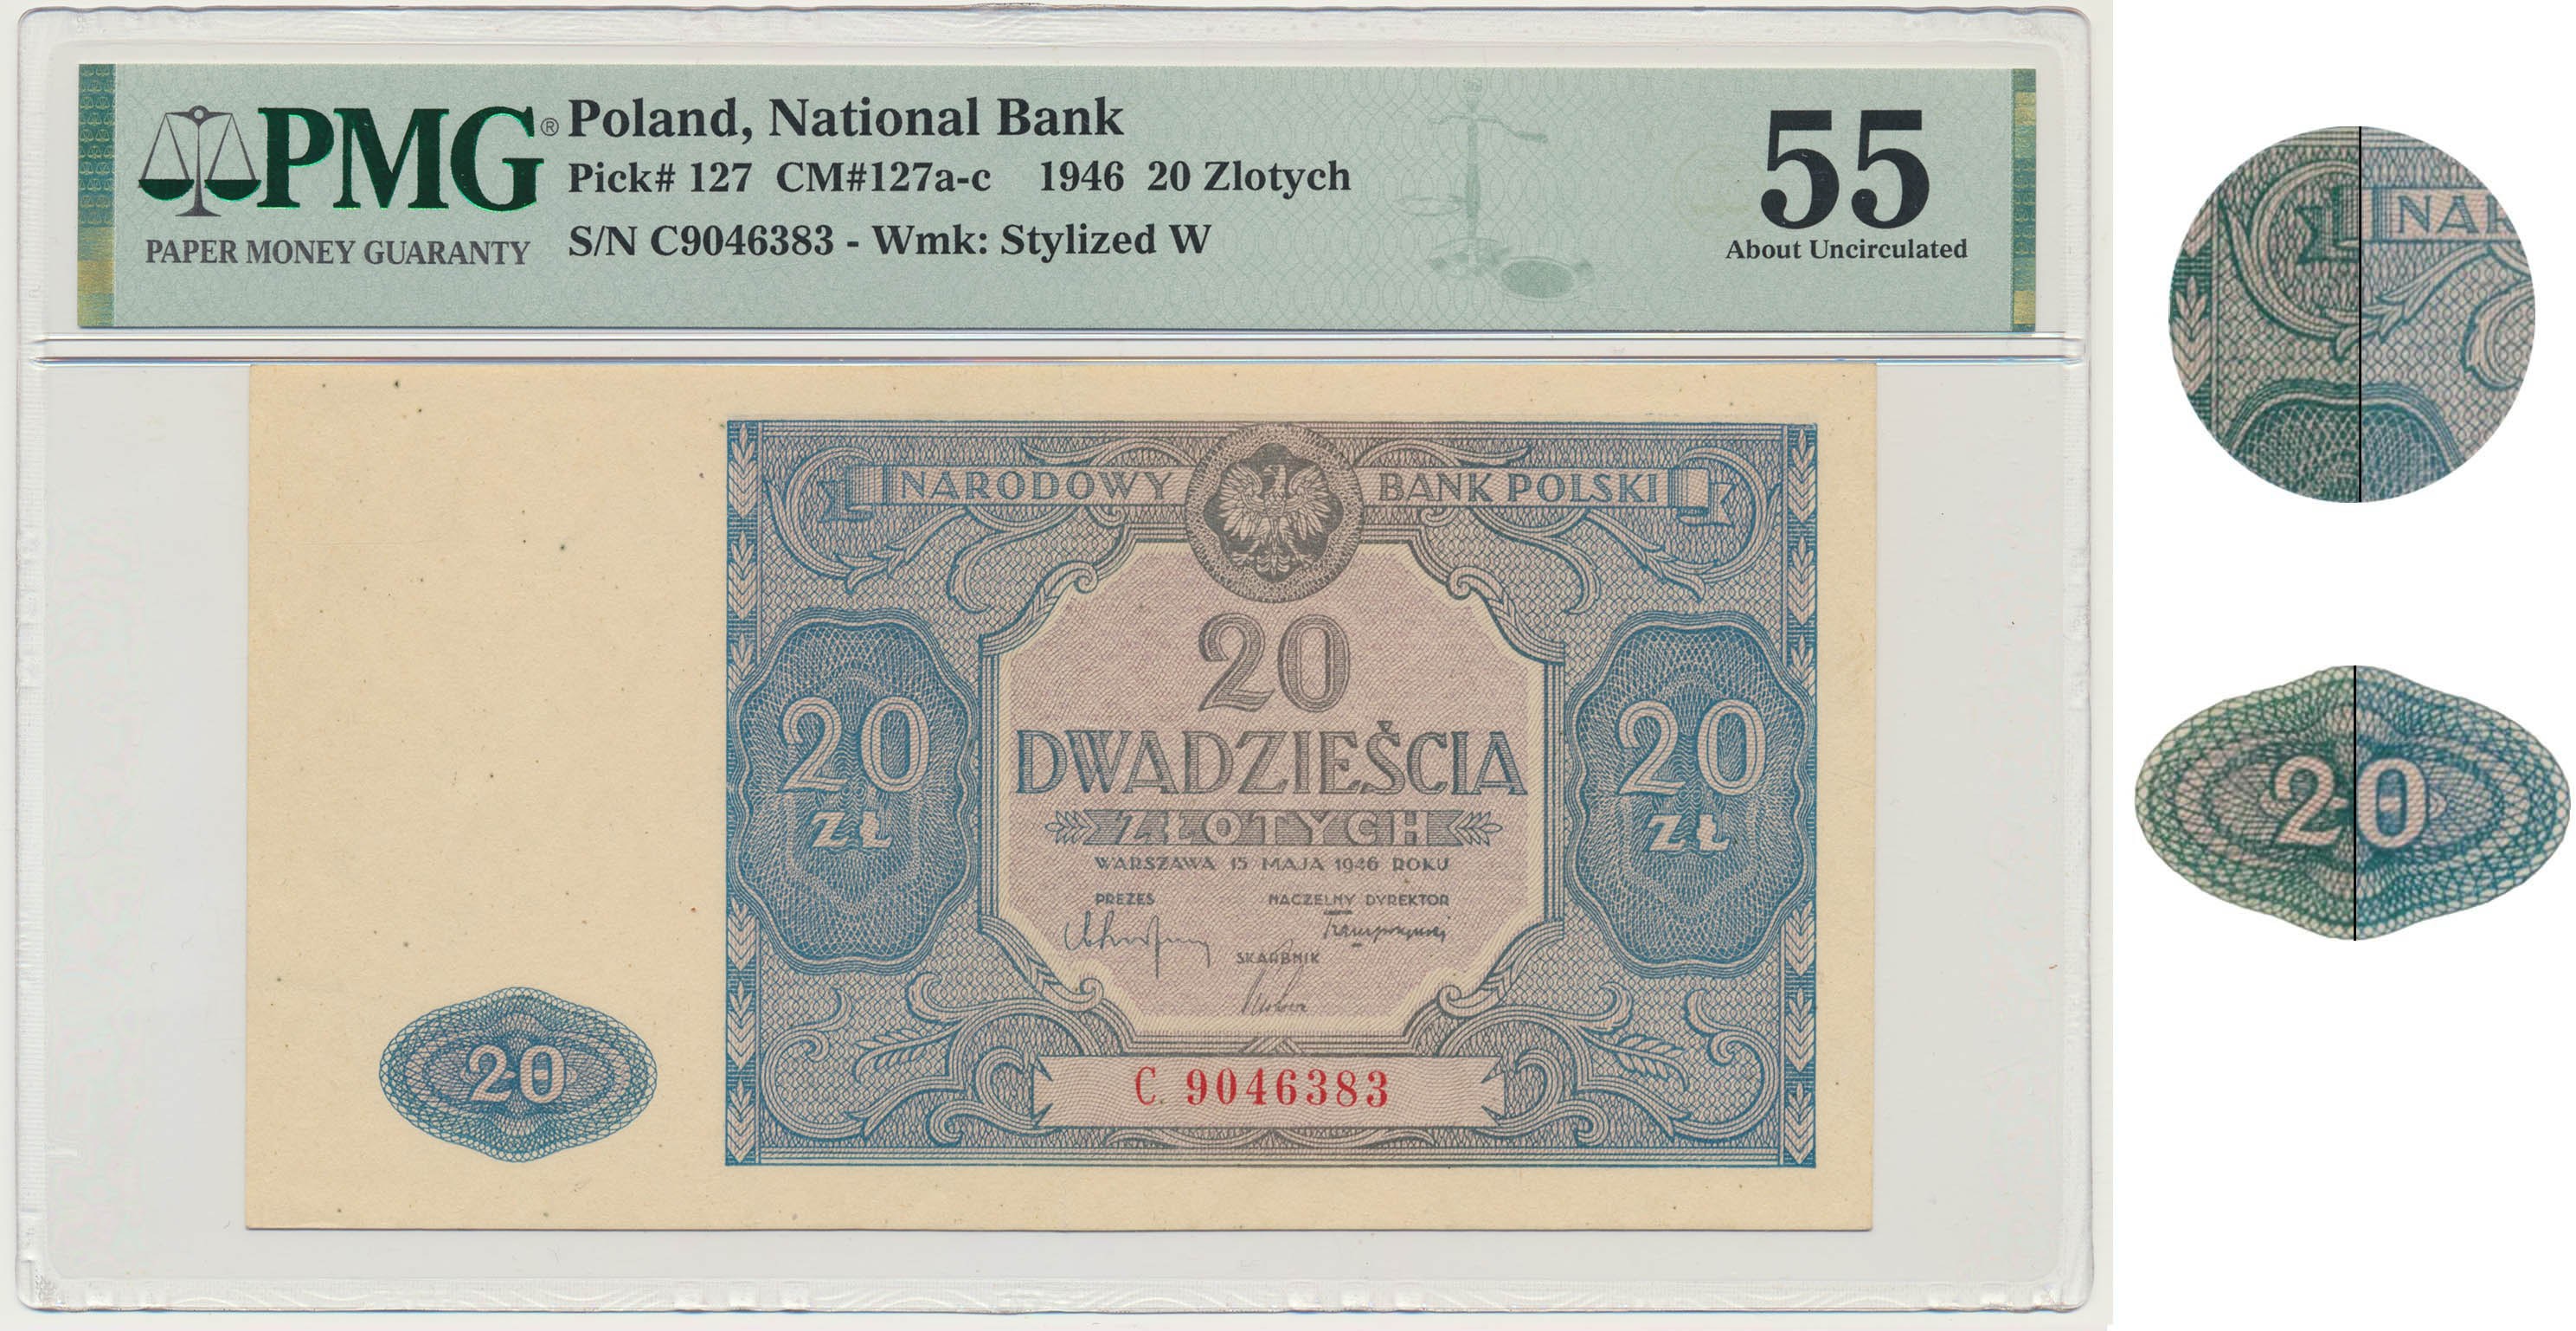 PMG®
PAPER MONEY GUARANTY
Poland, National Bank
Pick# 127 CM#127a-c 1946 20 Zlotych
S/N C9046383 - Wmk: Stylized W
55
About Uncirculated
NARODOWY BANK POLSKI
20
DWADZIEŚCIA
ZŁOTYCH
WARSZAWA 15 MAJA 1946 ROKU
PREZES
NACZELNY DYREKTOR
SKARBNIK
20 ZŁ
20 ZŁ
20
C. 9046383
NAR
20